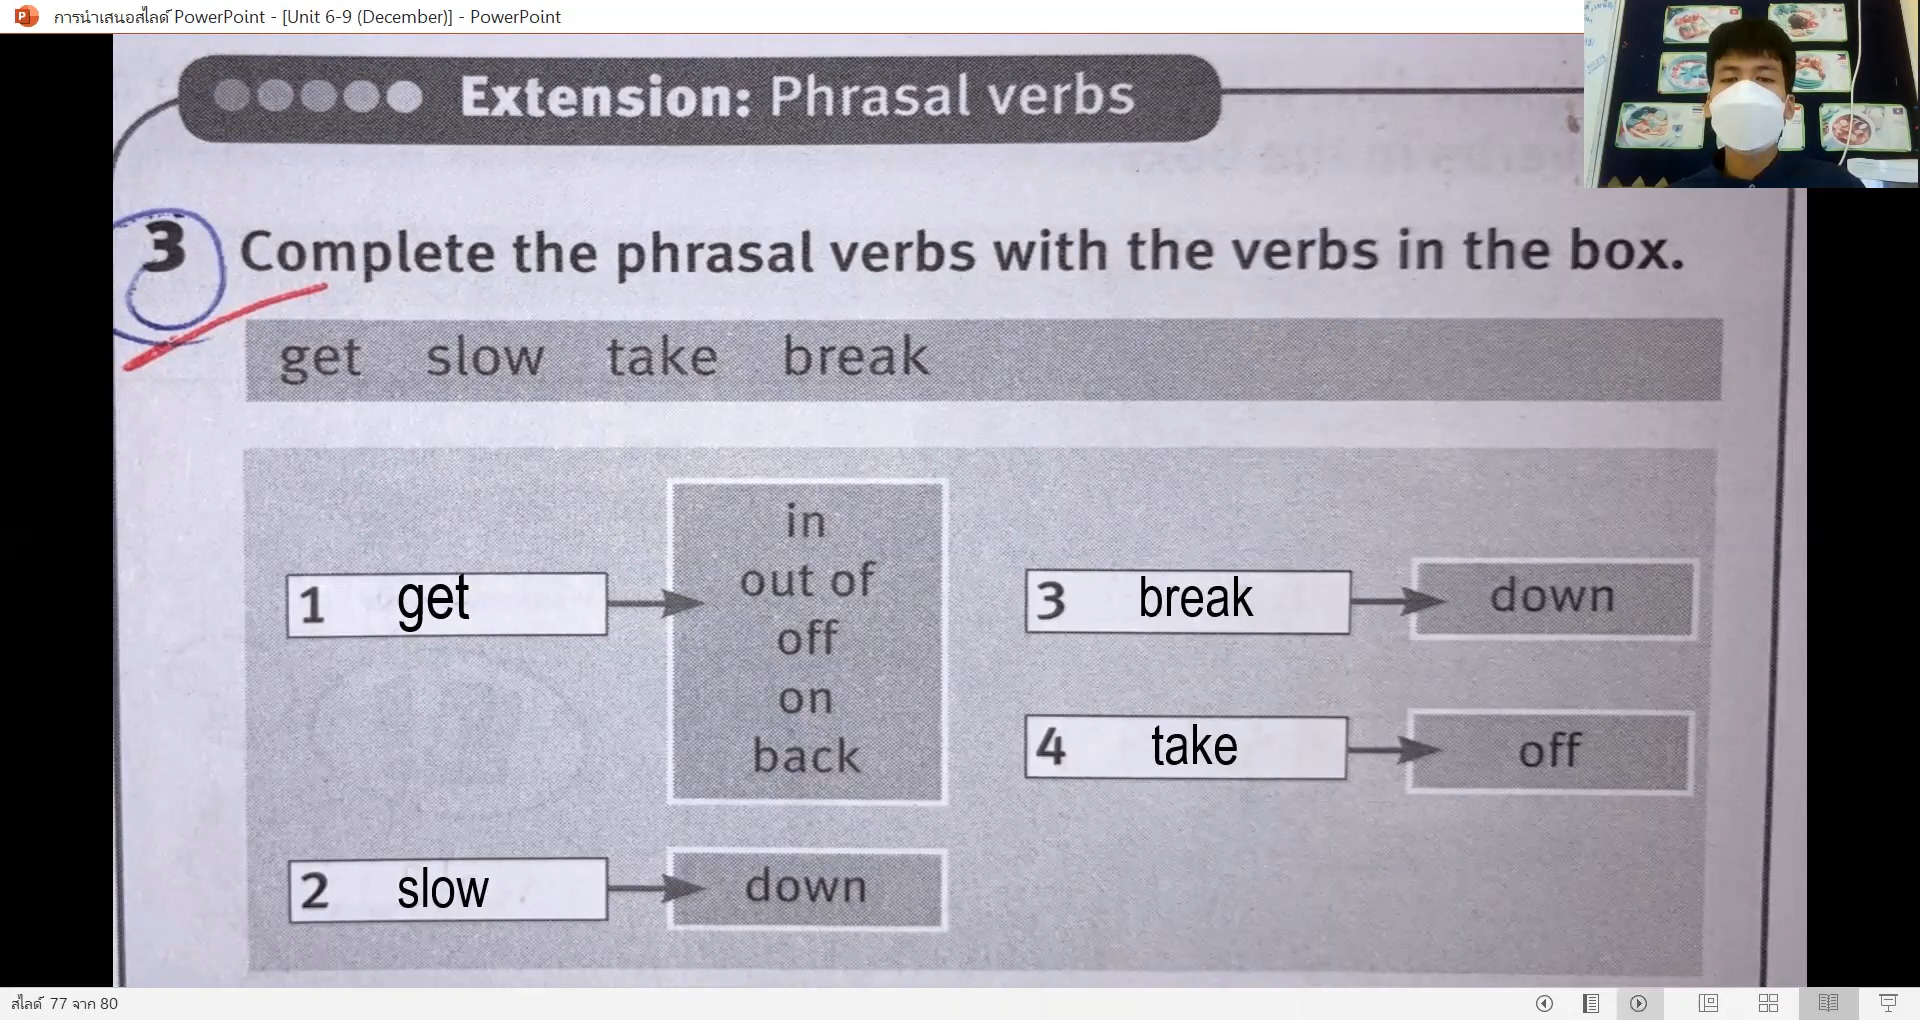 การนำเสนอสไลด์ PowerPoint - [Unit 6-9 (December)] - PowerPoint
Extension: Phrasal verbs
3 Complete the phrasal verbs with the verbs in the box.
get slow take break
1 get
in
out of
off
on
back
2 slow
down
3 break
down
4 take
off
สไลด์ 77 จาก 80